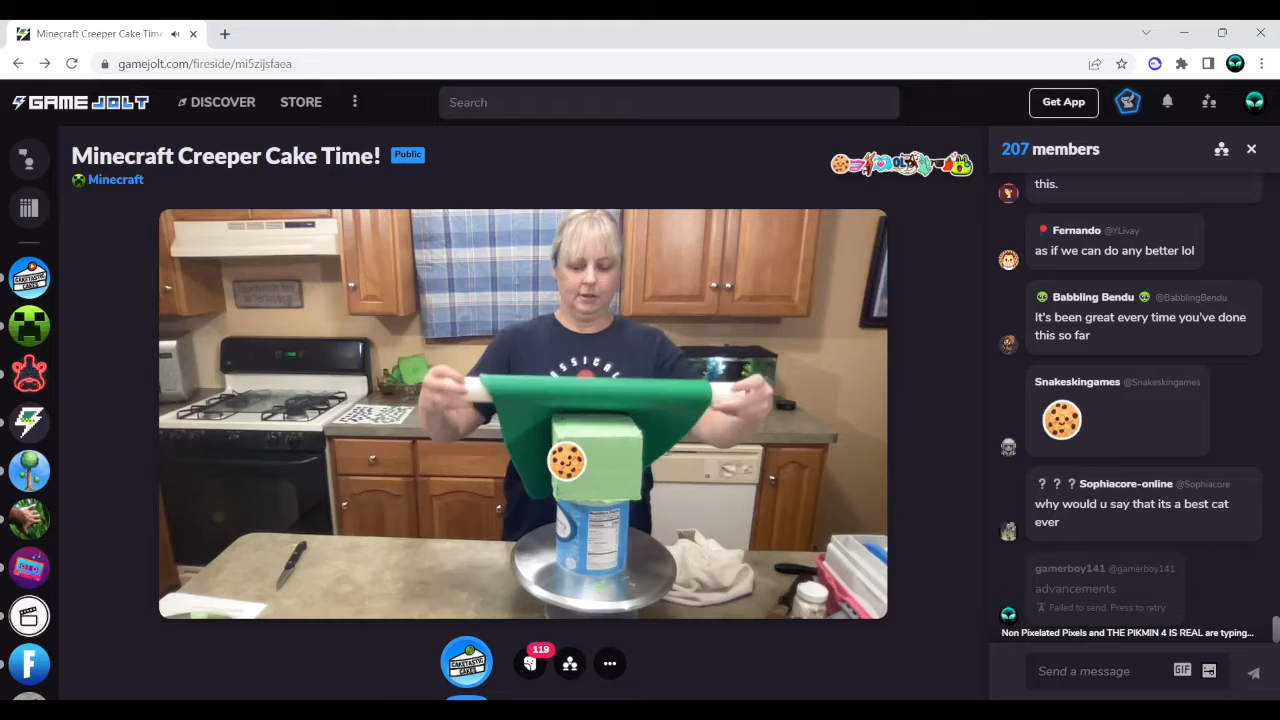 Minecraft Creeper Cake Time
gamejolt.com/fireside/mi5zijsfaea
GAME JOLT
DISCOVER
STORE
Search
Get App
Minecraft Creeper Cake Time!
Public
Minecraft
207 members
this.
Fernando @YLivay
as if we can do any better lol
Babbling Bendu @BabblingBendu
It's been great every time you've done
this so far
Snakeskingames @Snakeskingames
? ? ? Sophiacore-online @Sophiacore
why would u say that its a best cat
ever
gamerboy141 @gamerboy141
advancements
Failed to send. Press to retry
Non Pixelated Pixels and THE PIKMIN 4 IS REAL are typing...
Send a message
GIF
119
CAKETASTIC
CAKES
CAKETASTIC
CAKES